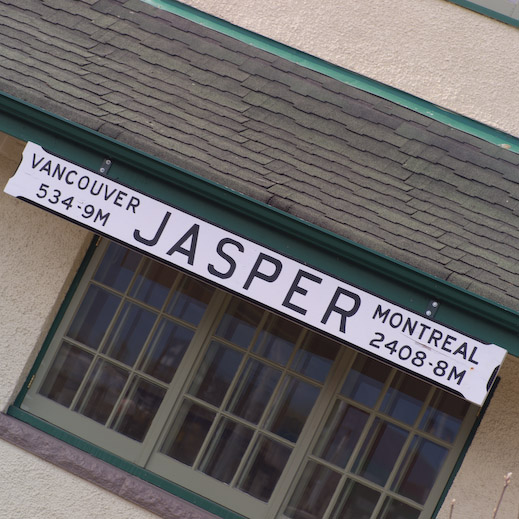 VANCOUVER
534-9M
JASPER
MONTREAL
2408-8M